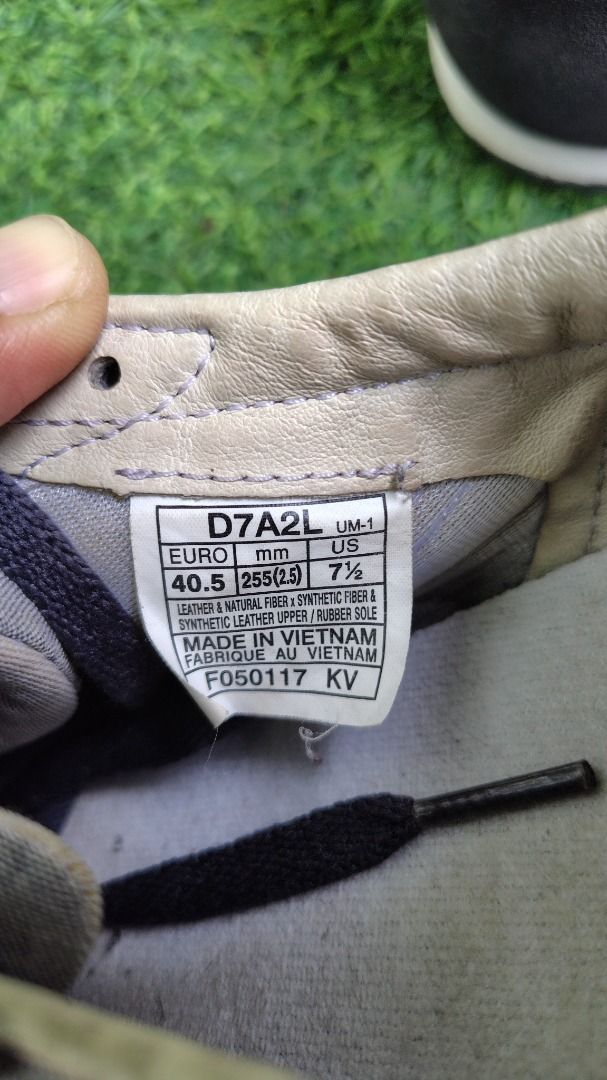 D7A2L UM-1
EURO mm US
40.5 255(2.5) 7½
LEATHER & NATURAL FIBER x SYNTHETIC FIBER &
SYNTHETIC LEATHER UPPER / RUBBER SOLE
MADE IN VIETNAM
FABRIQUE AU VIETNAM
F050117 KV